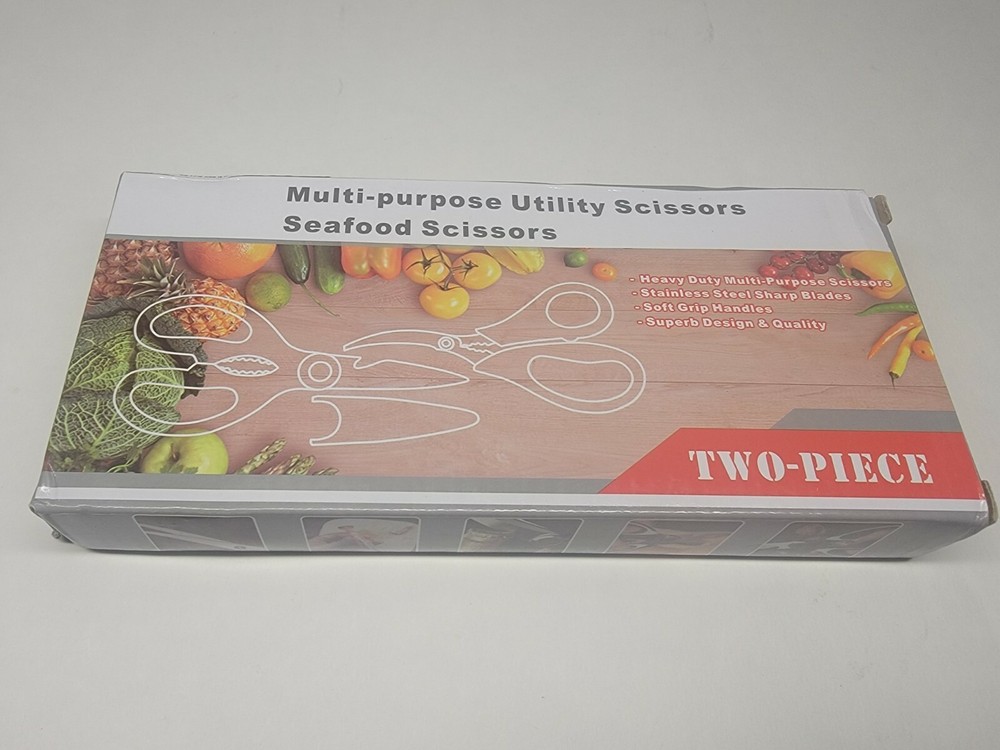 Multi-purpose Utility Scissors
Seafood Scissors
- Heavy Duty Multi-Purpose Scissors
- Stainless Steel Sharp Blades
- Soft Grip Handles
- Superb Design & Quality
TWO-PIECE